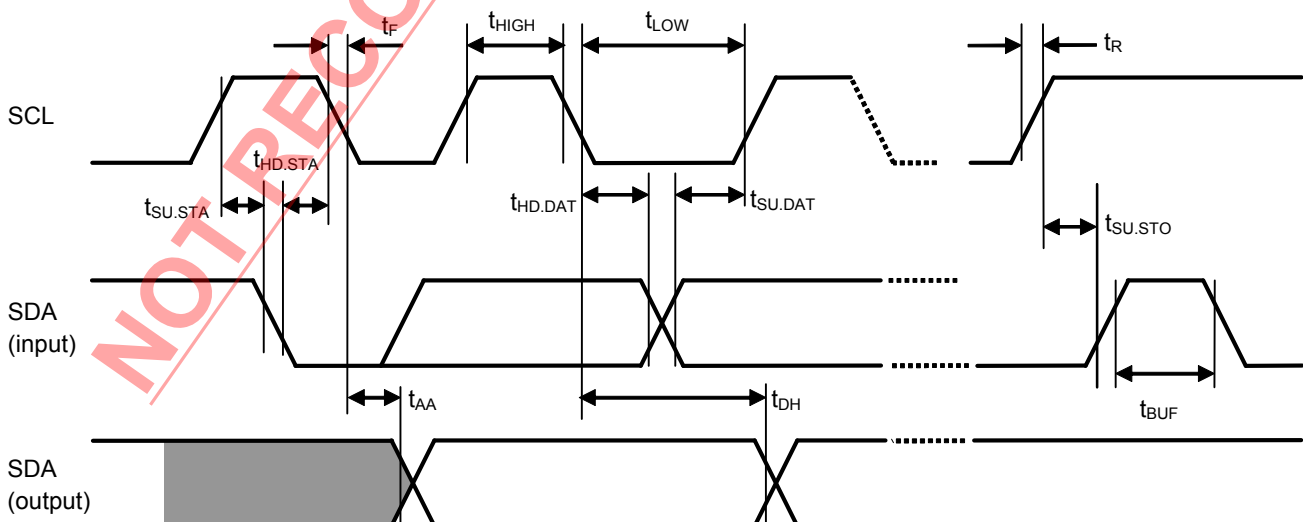 tF
tHIGH
tLOW
tR
SCL
tHD.STA
tSU.STA
tHD.DAT
tSU.DAT
tSU.STO
SDA
(input)
tAA
tDH
tBUF
SDA
(output)
NOT RECO